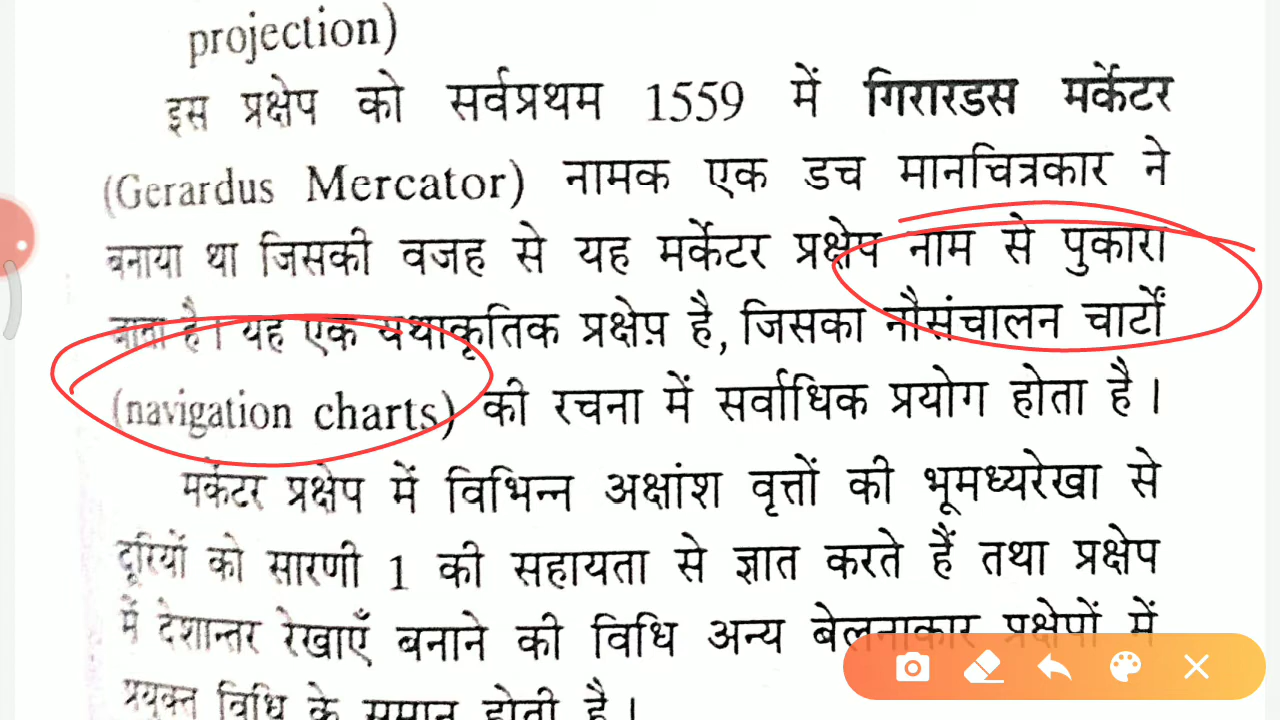 projection)
इस प्रक्षेप को सर्वप्रथम 1559 में गिरारडस मर्केटर
(Gerardus Mercator) नामक एक डच मानचित्रकार ने
बनाया था जिसकी वजह से यह मर्केटर प्रक्षेप नाम से पुकारा
जाता है। यह एक यथाकृतिक प्रक्षेप है, जिसका नौसंचालन चार्टों
(navigation charts) की रचना में सर्वाधिक प्रयोग होता है।
मर्केटर प्रक्षेप में विभिन्न अक्षांश वृत्तों की भूमध्यरेखा से
दूरियों को सारणी 1 की सहायता से ज्ञात करते हैं तथा प्रक्षेप
में देशान्तर रेखाएँ बनाने की विधि अन्य बेलनाकार प्रक्षेपों में
प्रयुक्त विधि के समान होती है।